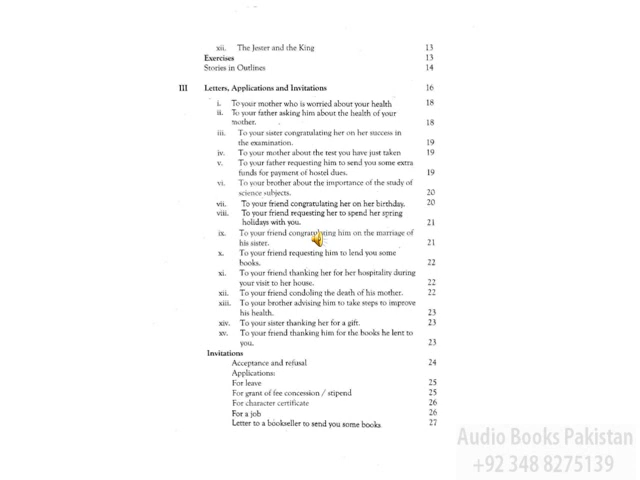 xii. The Jester and the King 13
Exercises 13
Stories in Outlines 14
III Letters, Applications and Invitations 16
i. To your mother who is worried about your health 18
ii. To your father asking him about the health of your
mother. 18
iii. To your sister congratulating her on her success in
the examination. 19
iv. To your mother about the test you have just taken 19
v. To your father requesting him to send you some extra
funds for payment of hostel dues. 19
vi. To your brother about the importance of the study of
science subjects. 20
vii. To your friend congratulating her on her birthday. 20
viii. To your friend requesting her to spend her spring
holidays with you. 21
ix. To your friend congratulating him on the marriage of
his sister. 21
x. To your friend requesting him to lend you some
books. 22
xi. To your friend thanking her for her hospitality during
your visit to her house. 22
xii. To your friend condoling the death of his mother. 22
xiii. To your brother advising him to take steps to improve
his health. 23
xiv. To your sister thanking her for a gift. 23
xv. To your friend thanking him for the books he lent to
you. 23
Invitations
Acceptance and refusal 24
Applications:
For leave 25
For grant of fee concession / stipend 25
For character certificate 26
For a job 26
Letter to a bookseller to send you some books 27
Audio Books Pakistan
+92 348 8275139